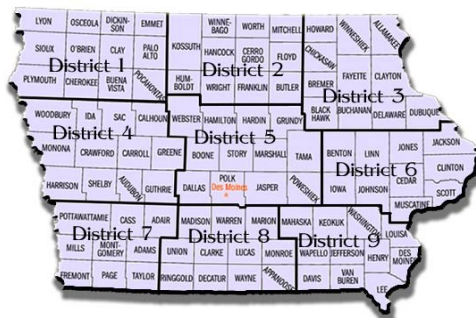 LYON OSCEOLA DICKIN-SON EMMET
WINNE-BAGO WORTH MITCHELL HOWARD WINNESHIEK ALLAMAKEE
KOSSUTH
SIOUX O'BRIEN CLAY PALO ALTO
HANCOCK CERRO GORDO FLOYD CHICKASAW
District 1
District 2
District 3
FAYETTE CLAYTON
PLYMOUTH CHEROKEE BUENA VISTA POCAHONTAS
HUM-BOLDT WRIGHT FRANKLIN BUTLER BREMER
BLACK HAWK BUCHANAN DELAWARE DUBUQUE
WOODBURY IDA SAC CALHOUN
WEBSTER HAMILTON HARDIN GRUNDY
District 4
District 5
MONONA CRAWFORD CARROLL GREENE
BOONE STORY MARSHALL TAMA
BENTON LINN JONES JACKSON
District 6
CLINTON
CEDAR
HARRISON SHELBY AUDUBON GUTHRIE
DALLAS POLK JASPER POWESHIEK
Des Moines
IOWA JOHNSON SCOTT
MUSCATINE
POTTAWATTAMIE CASS ADAIR
MADISON WARREN MARION MAHASKA KEOKUK WASHINGTON LOUISA
District 7
District 8
District 9
MILLS MONT-GOMERY ADAMS
UNION CLARKE LUCAS MONROE
WAPELLO JEFFERSON HENRY DES MOINES
FREMONT PAGE TAYLOR
RINGGOLD DECATUR WAYNE APPANOOSE
DAVIS VAN BUREN LEE